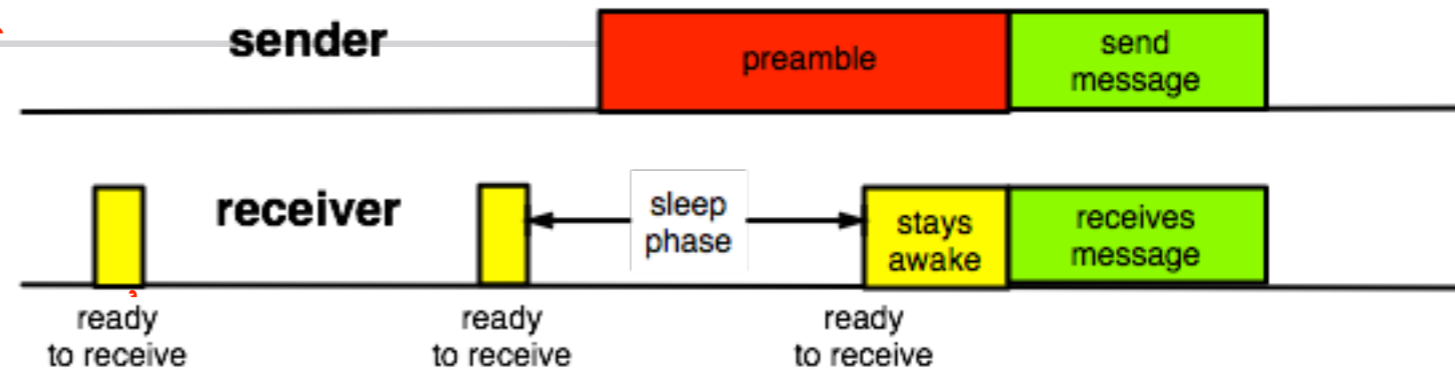 sender
preamble
send
message
receiver
sleep
phase
stays
awake
receives
message
ready
to receive
ready
to receive
ready
to receive